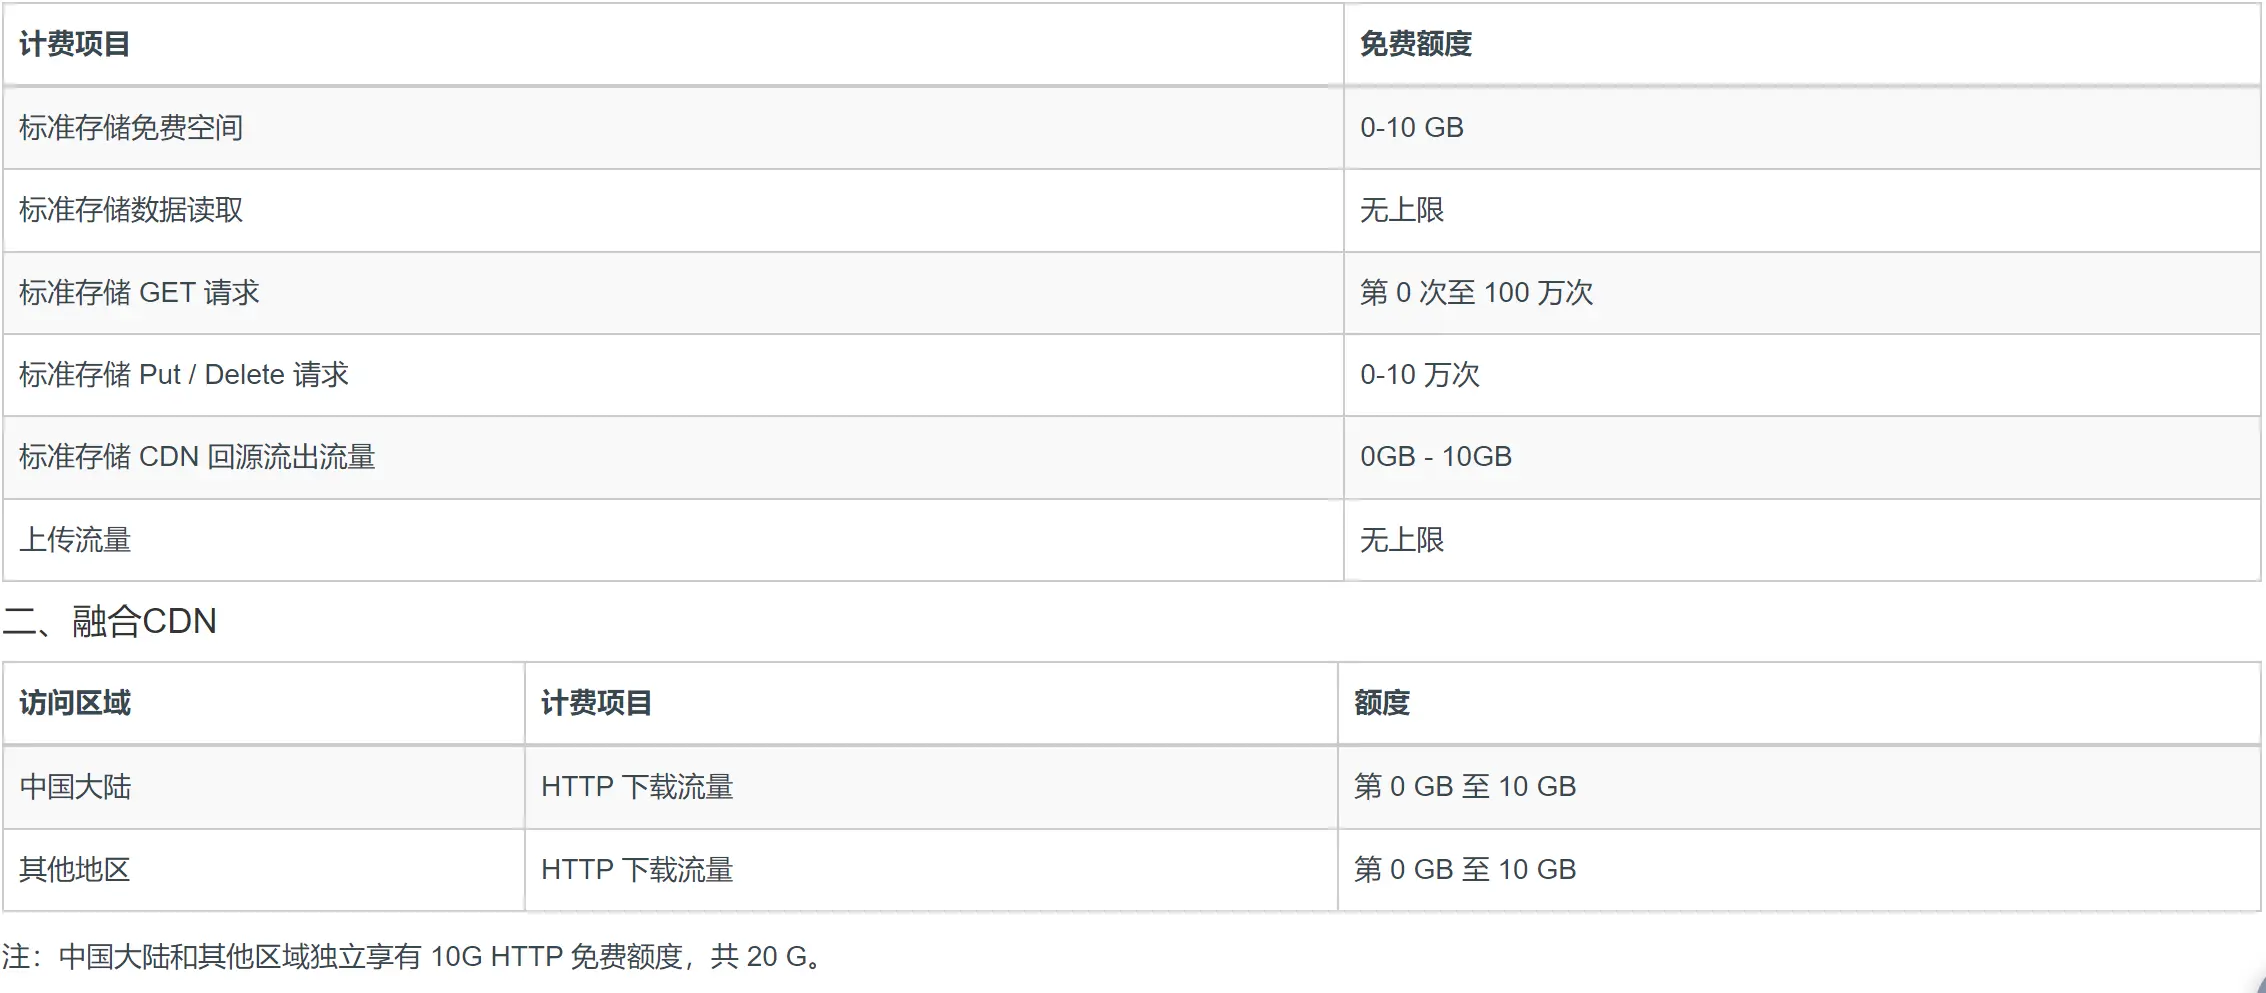 计费项目 免费额度
标准存储免费空间 0-10 GB
标准存储数据读取 无上限
标准存储 GET 请求 第 0 次至 100 万次
标准存储 Put / Delete 请求 0-10 万次
标准存储 CDN 回源流出流量 0GB - 10GB
上传流量 无上限
二、融合CDN
访问区域 计费项目 额度
中国大陆 HTTP 下载流量 第 0 GB 至 10 GB
其他地区 HTTP 下载流量 第 0 GB 至 10 GB
注：中国大陆和其他区域独立享有 10G HTTP 免费额度，共 20 G。